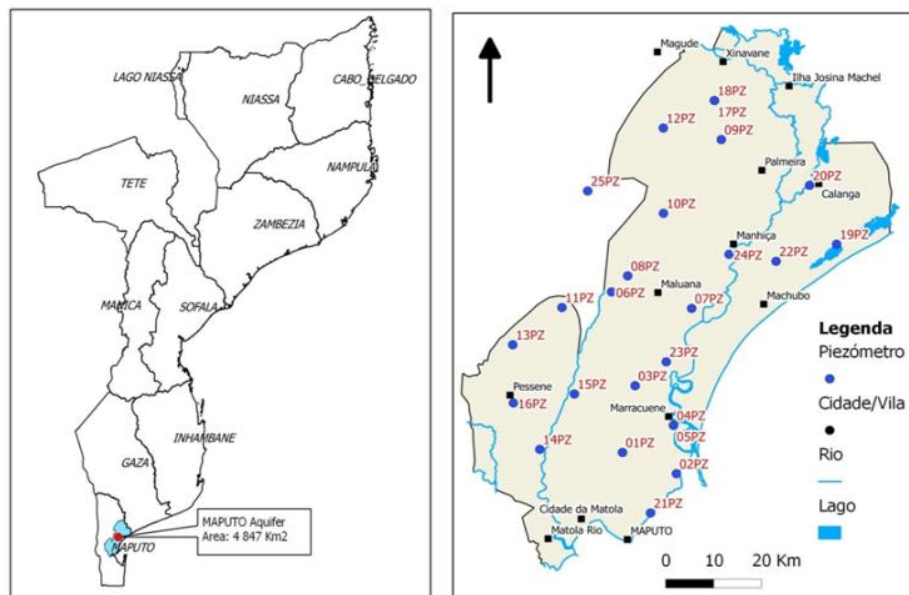 LAGO NIASSA
CABO_DELGADO
NIASSA
NAMPULA
TETE
ZAMBEZIA
MANICA
SOFALA
INHAMBANE
GAZA
MAPUTO Aquifer
Area: 4 847 Km2
MAPUTO
Magude
Xinavane
Ilha Josina Machel
18PZ
17PZ
12PZ
09PZ
Palmeira
20PZ
Calanga
25PZ
10PZ
Manhiça
19PZ
24PZ
22PZ
08PZ
06PZ
Maluana
11PZ
07PZ
Machubo
13PZ
23PZ
03PZ
Pessene
15PZ
16PZ
Marracuene
04PZ
05PZ
14PZ
01PZ
02PZ
21PZ
Cidade da Matola
Matola Rio
MAPUTO
Legenda
Piezómetro
Cidade/Vila
Rio
Lago
0 10 20 Km